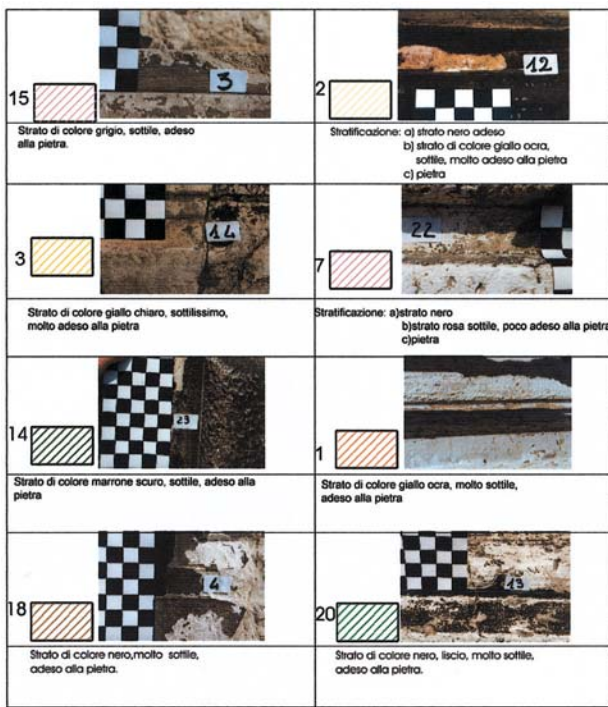 15
3
Strato di colore grigio, sottile, adeso
alla pietra.
2
12
Stratificazione: a) strato nero adeso
b) strato di colore giallo ocra,
sottile, molto adeso alla pietra
c) pietra
3
14
Strato di colore giallo chiaro, sottilissimo,
molto adeso alla pietra
7
22
Stratificazione: a)strato nero
b)strato rosa sottile, poco adeso alla pietra
c)pietra
14
23
Strato di colore marrone scuro, sottile, adeso alla
pietra
1
Strato di colore giallo ocra, molto sottile,
adeso alla pietra
18
4
Strato di colore nero,molto sottile,
adeso alla pietra.
20
13
Strato di colore nero, liscio, molto sottile,
adeso alla pietra.